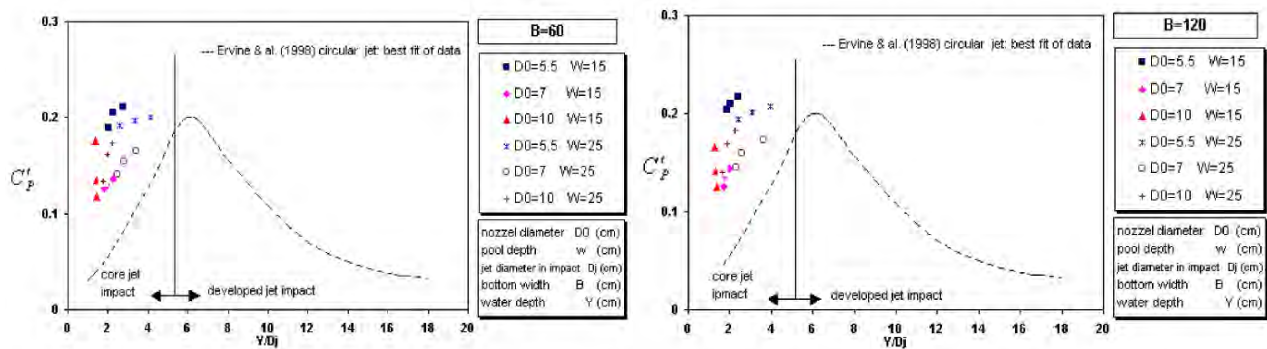 0.3
0.2
0.1
0
0 2 4 6 8 10 12 14 16 18 20
C'p
Y/Dj
--- Ervine & al. (1998) circular jet: best fit of data
core jet
impact
developed jet impact
B=60
D0=5.5 W=15
D0=7 W=15
D0=10 W=15
D0=5.5 W=25
D0=7 W=25
D0=10 W=25
nozzel diameter D0 (cm)
pool depth w (cm)
jet diameter in impact Dj (cm)
bottom width B (cm)
water depth Y (cm)
0.3
0.2
0.1
0
0 2 4 6 8 10 12 14 16 18 20
C'p
Y/Dj
--- Ervine & al. (1998) circular jet: best fit of data
core jet
ipmact
developed jet impact
B=120
D0=5.5 W=15
D0=7 W=15
D0=10 W=15
D0=5.5 W=25
D0=7 W=25
D0=10 W=25
nozzel diameter D0 (cm)
pool depth w (cm)
jet diameter in impact Dj (cm)
bottom width B (cm)
water depth Y (cm)